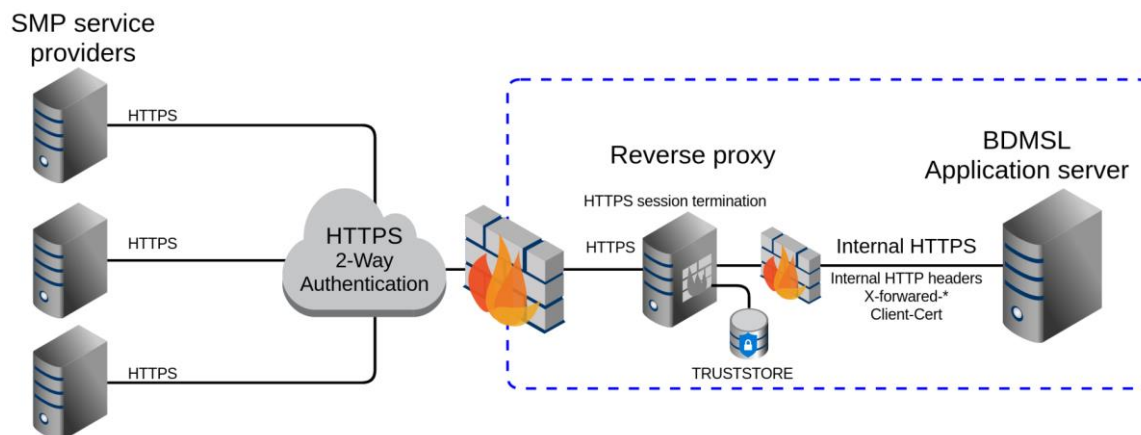 SMP service
providers
HTTPS
HTTPS
HTTPS
HTTPS
2-Way
Authentication
Reverse proxy
HTTPS session termination
HTTPS
TRUSTSTORE
BDMSL
Application server
Internal HTTPS
Internal HTTP headers
X-forwared-*
Client-Cert